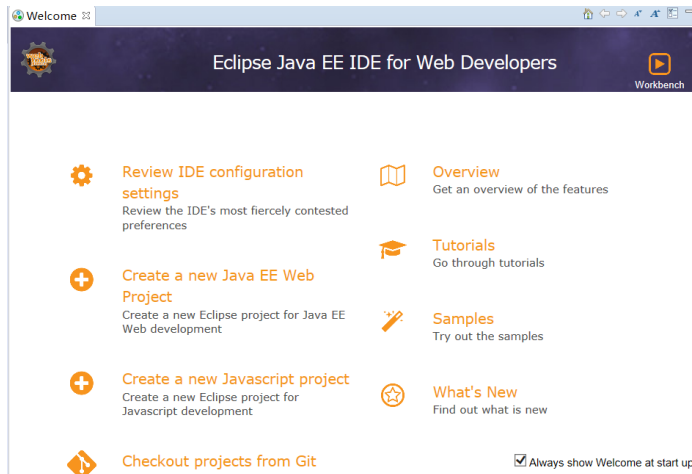 Welcome
Eclipse Java EE IDE for Web Developers
Workbench
Review IDE configuration
settings
Review the IDE's most fiercely contested
preferences
Create a new Java EE Web
Project
Create a new Eclipse project for Java EE
Web development
Create a new Javascript project
Create a new Eclipse project for
Javascript development
Checkout projects from Git
Overview
Get an overview of the features
Tutorials
Go through tutorials
Samples
Try out the samples
What's New
Find out what is new
Always show Welcome at start up